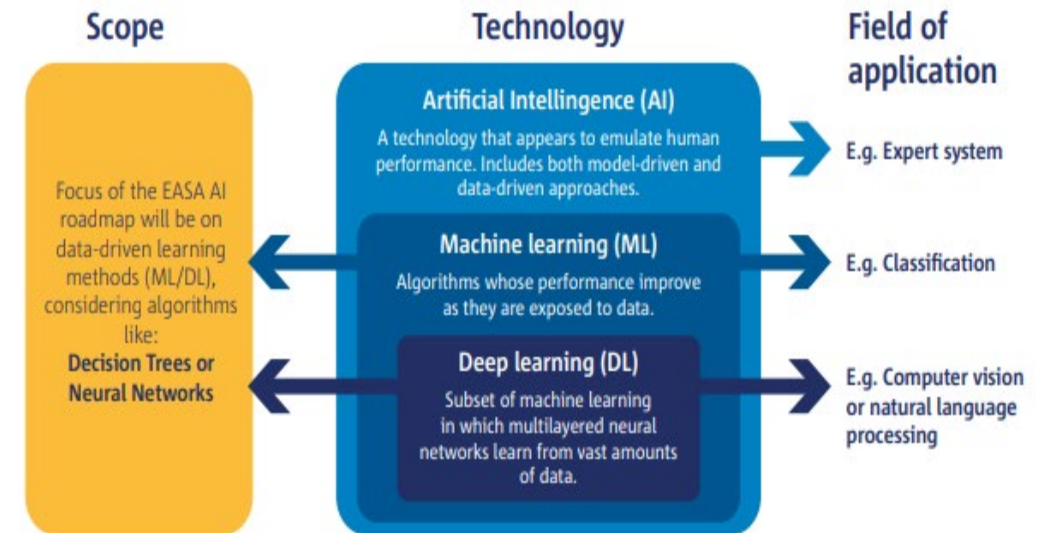 Scope
Technology
Field of
application
Focus of the EASA AI
roadmap will be on
data-driven learning
methods (ML/DL),
considering algorithms
like:
Decision Trees or
Neural Networks
Artificial Intellingence (AI)
A technology that appears to emulate human
performance. Includes both model-driven and
data-driven approaches.
Machine learning (ML)
Algorithms whose performance improve
as they are exposed to data.
Deep learning (DL)
Subset of machine learning
in which multilayered neural
networks learn from vast amounts
of data.
E.g. Expert system
E.g. Classification
E.g. Computer vision
or natural language
processing